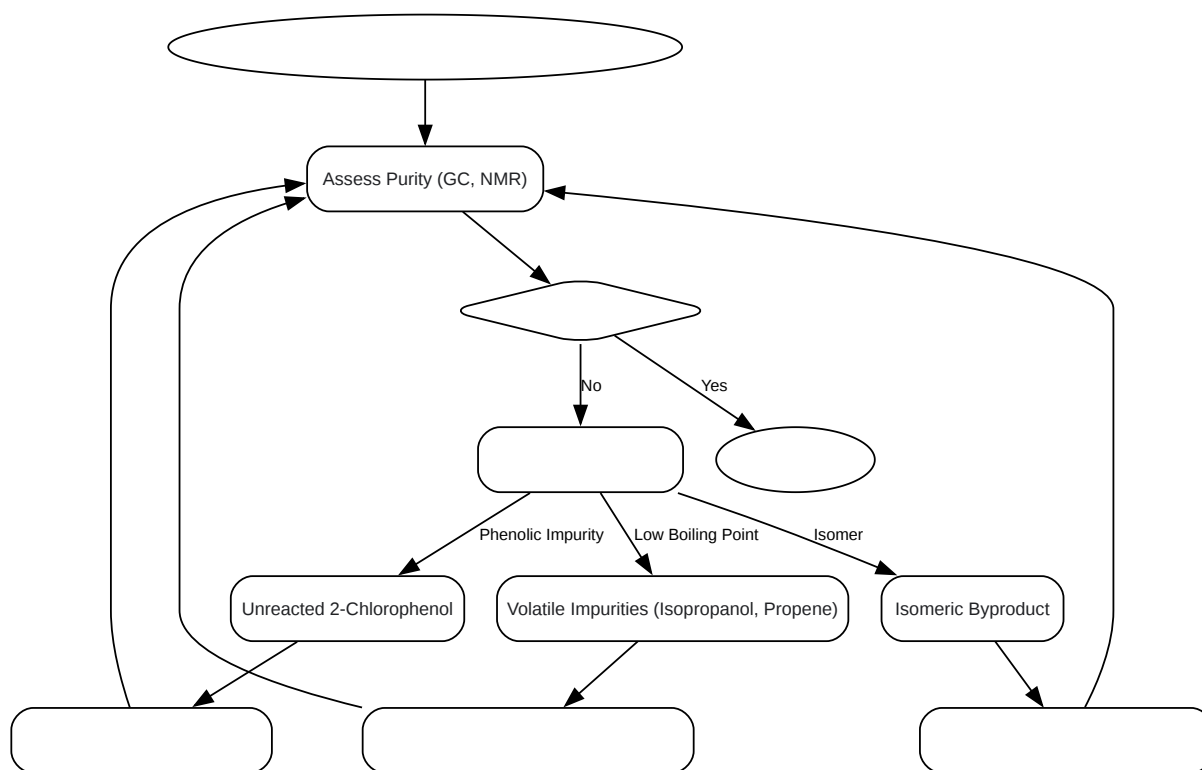 Assess Purity (GC, NMR)
No
Yes
Phenolic Impurity
Low Boiling Point
Isomer
Unreacted 2-Chlorophenol
Volatile Impurities (Isopropanol, Propene)
Isomeric Byproduct